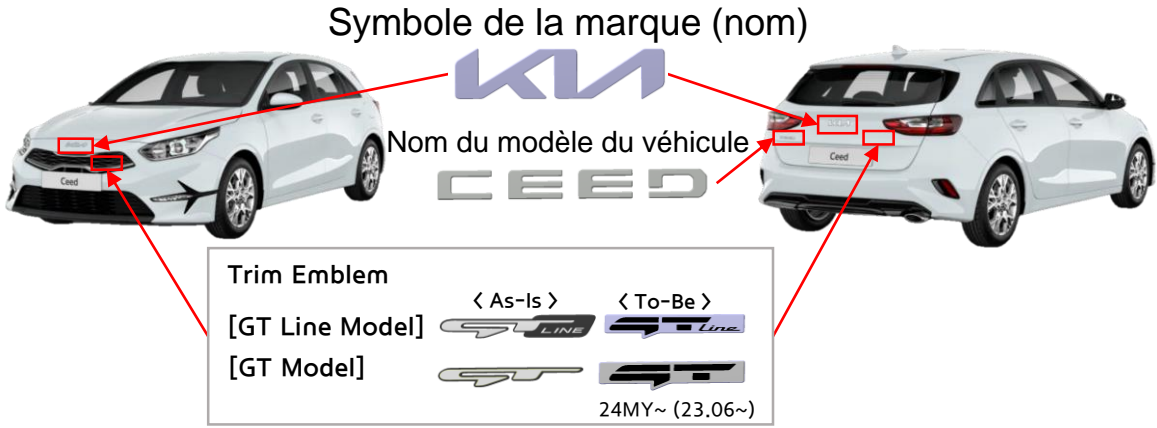 Symbole de la marque (nom)
KIA
Nom du modèle du véhicule
CEED
Ceed
Ceed
Trim Emblem
< As-Is > < To-Be >
[GT Line Model] GT LINE GT Line
[GT Model] GT GT
24MY~ (23.06~)